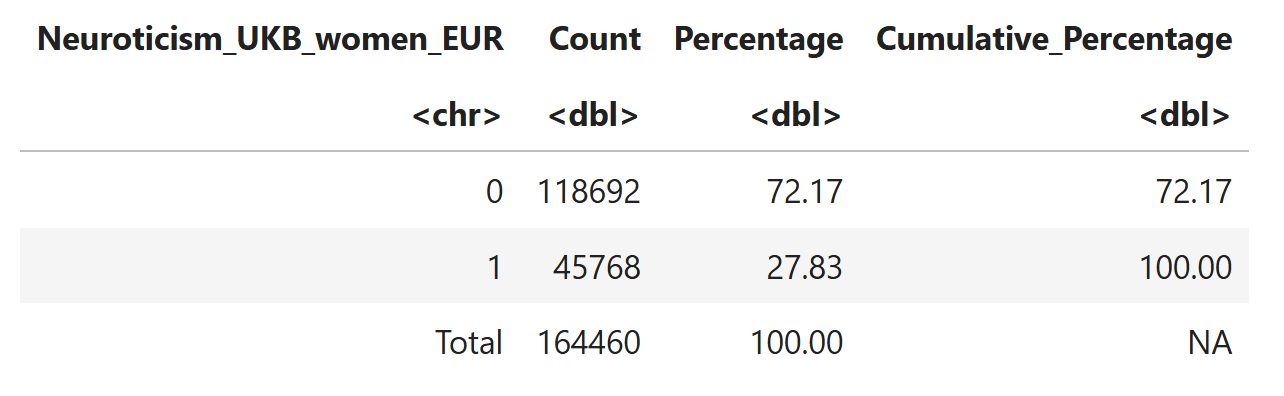 Neuroticism_UKB_women_EUR Count Percentage Cumulative_Percentage
<chr> <dbl> <dbl> <dbl>
0 118692 72.17 72.17
1 45768 27.83 100.00
Total 164460 100.00 NA